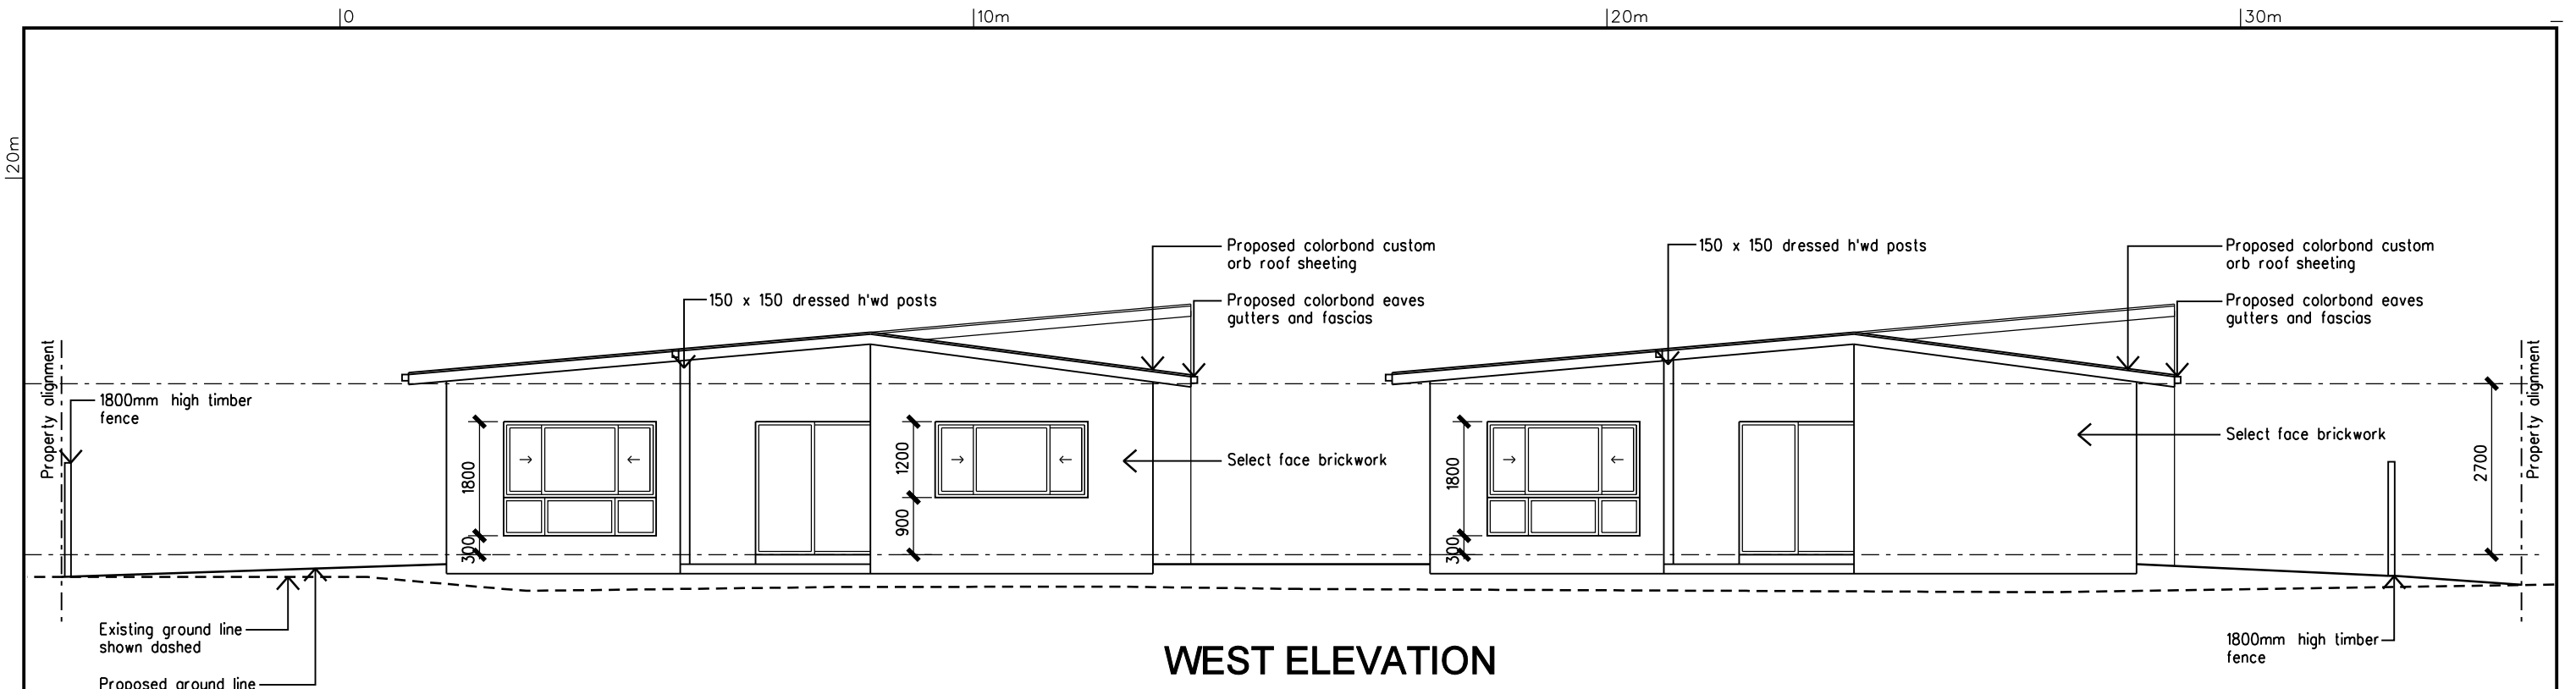 0
10m
20m
30m
20m
Proposed colorbond custom
orb roof sheeting
150 x 150 dressed h'wd posts
Proposed colorbond custom
orb roof sheeting
150 x 150 dressed h'wd posts
Proposed colorbond eaves
gutters and fascias
Proposed colorbond eaves
gutters and fascias
Property alignment
1800mm high timber
fence
Property alignment
1800
300
1200
900
Select face brickwork
1800
300
Select face brickwork
2700
Existing ground line
shown dashed
Proposed ground line
WEST ELEVATION
1800mm high timber
fence